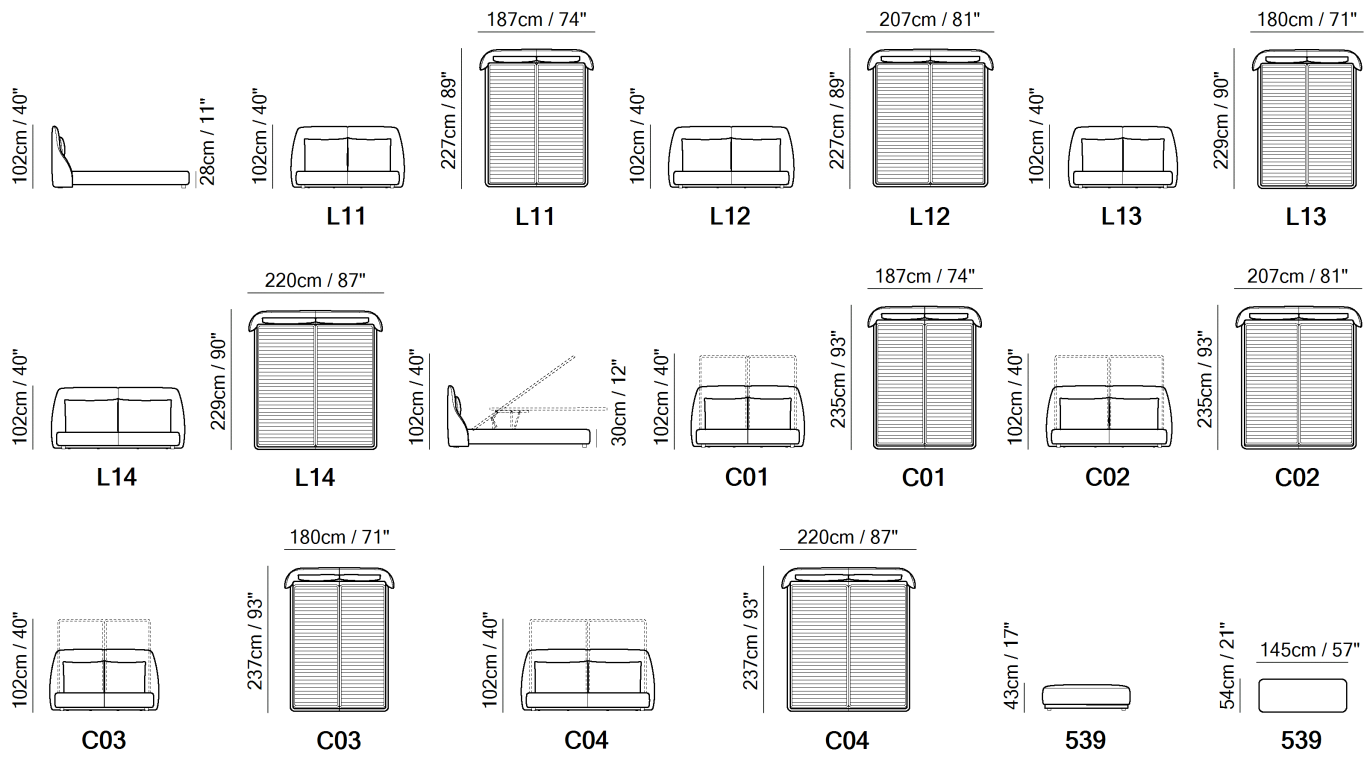 187cm / 74"
207cm / 81"
180cm / 71"
102cm / 40"
28cm / 11"
102cm / 40"
227cm / 89"
102cm / 40"
227cm / 89"
102cm / 40"
229cm / 90"
L11
L11
L12
L12
L13
L13
220cm / 87"
187cm / 74"
207cm / 81"
102cm / 40"
229cm / 90"
102cm / 40"
30cm / 12"
102cm / 40"
235cm / 93"
102cm / 40"
235cm / 93"
L14
L14
C01
C01
C02
C02
180cm / 71"
220cm / 87"
102cm / 40"
237cm / 93"
102cm / 40"
237cm / 93"
43cm / 17"
54cm / 21"
145cm / 57"
C03
C03
C04
C04
539
539